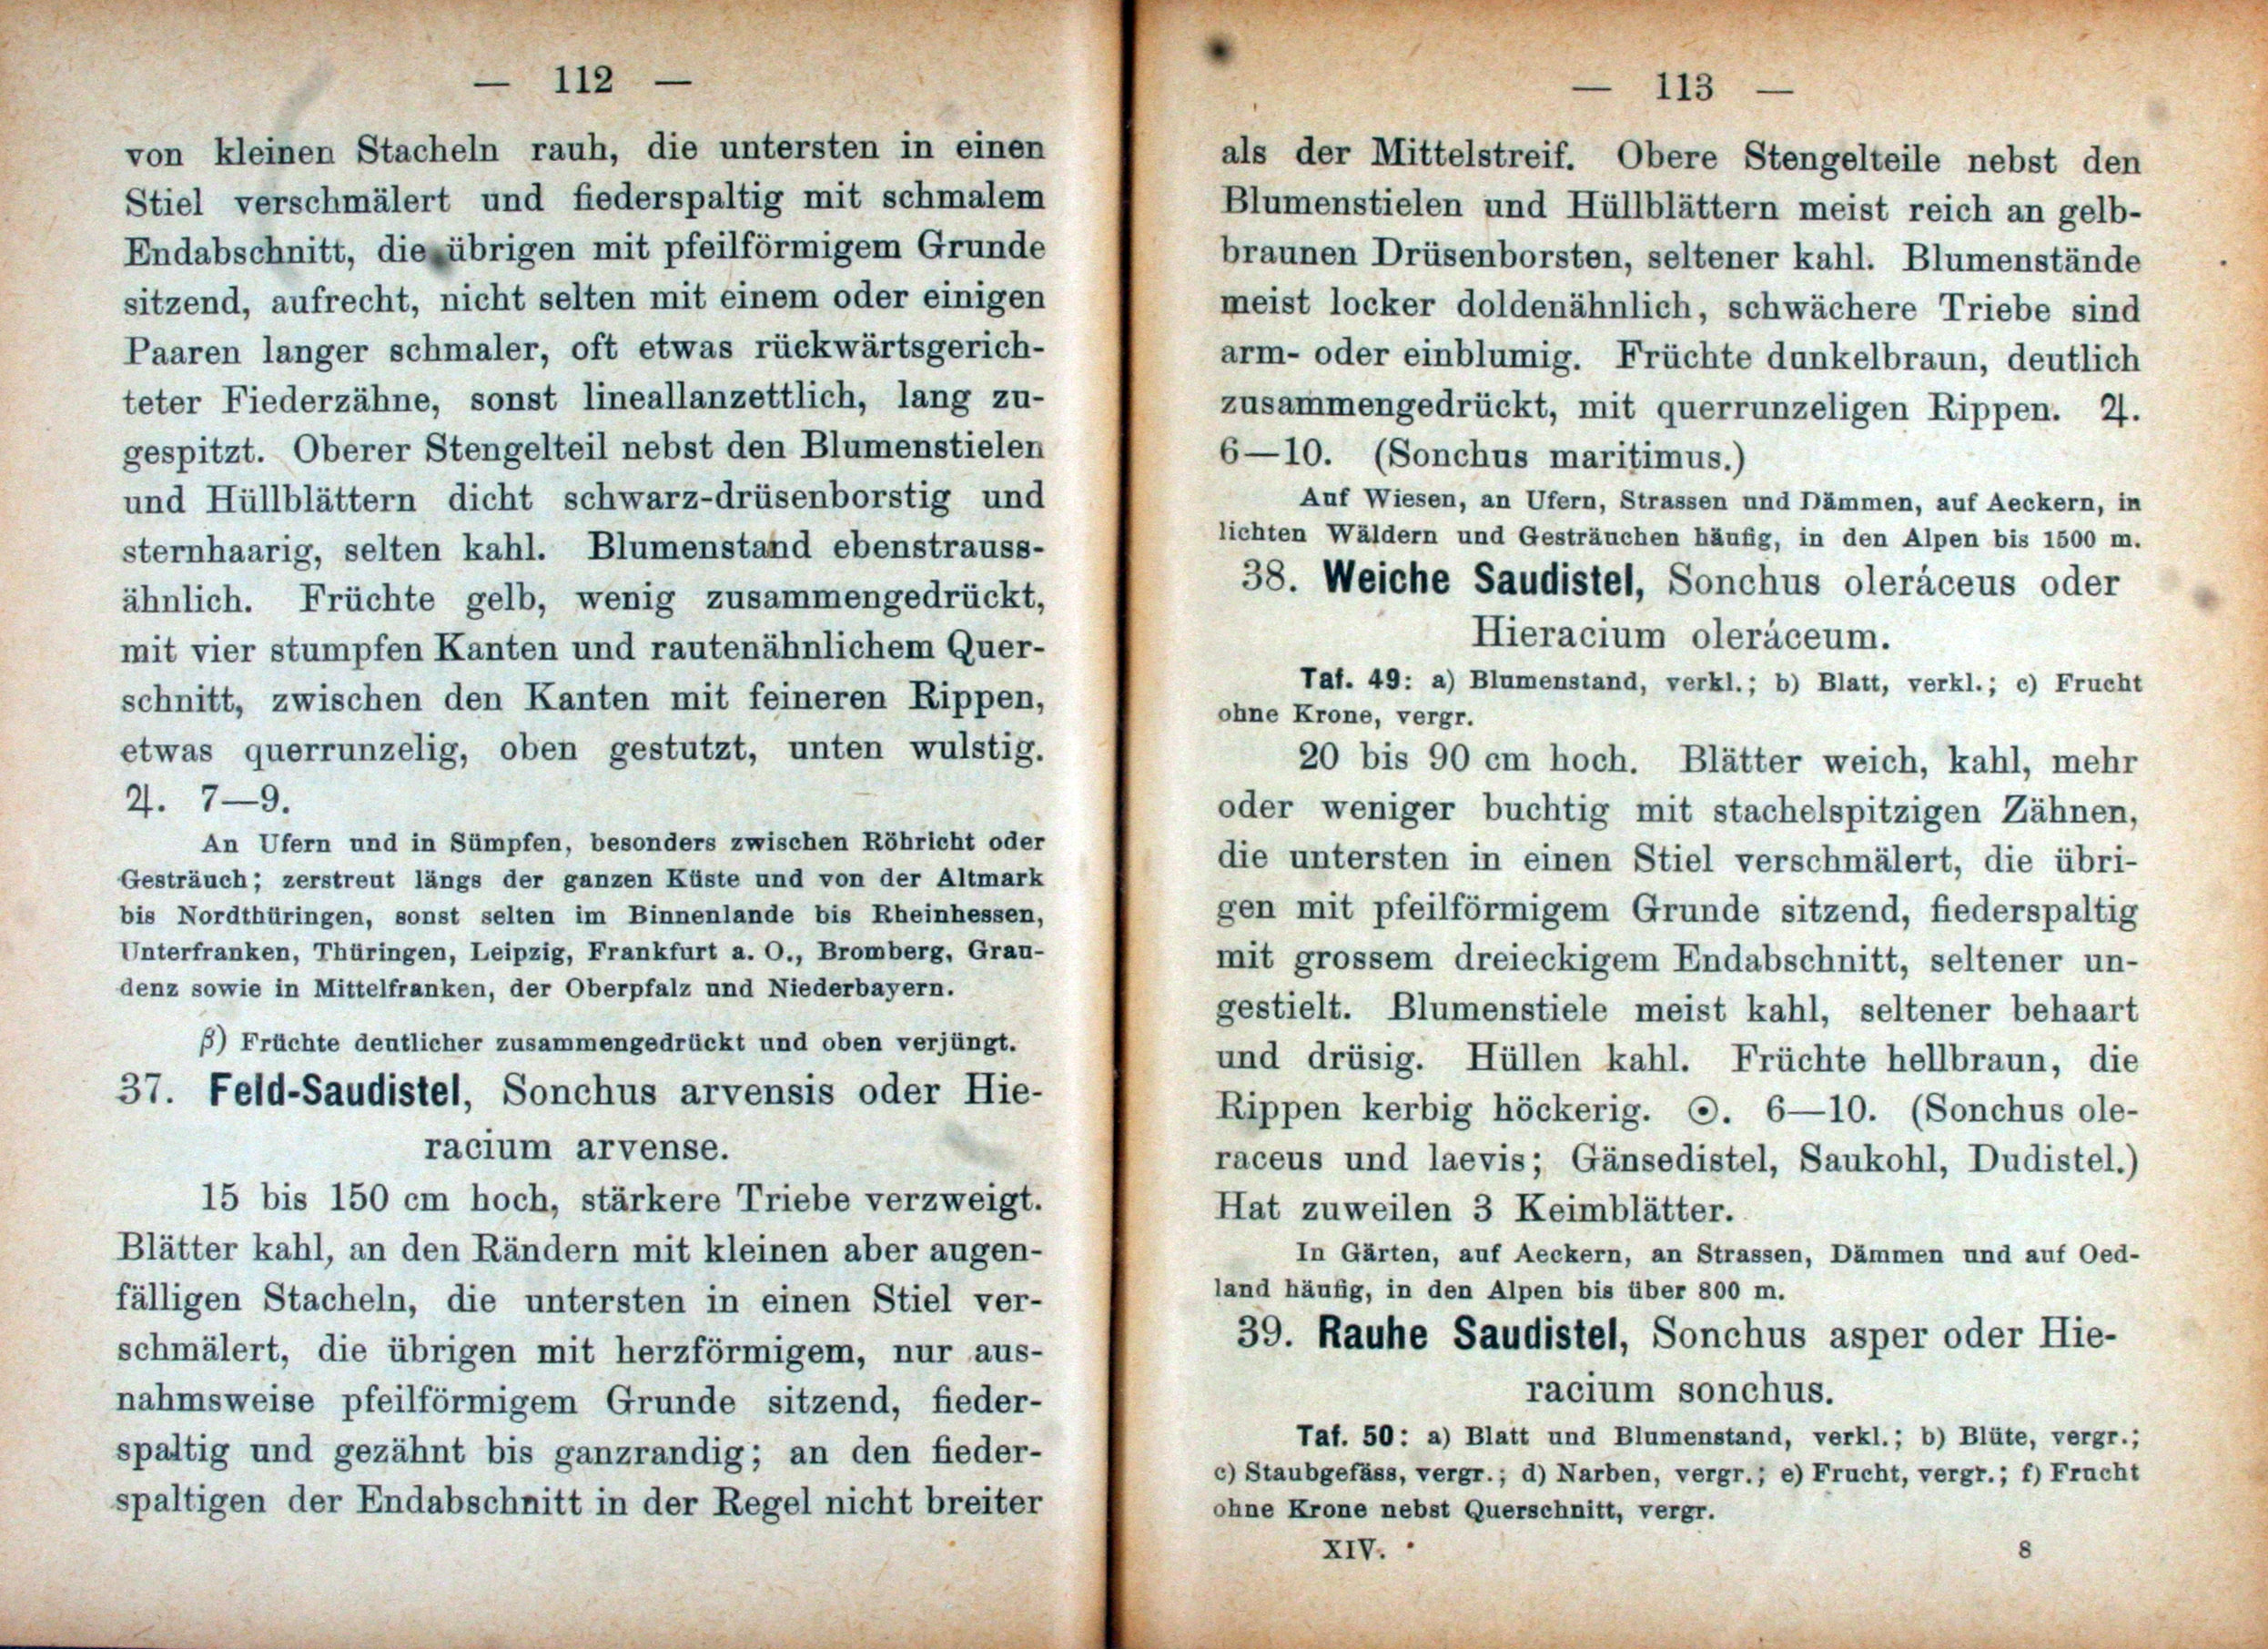 — 112 —
von kleinen Stacheln rauh, die untersten in einen
Stiel verschmälert und fiederspaltig mit schmalem
Endabschnitt, die übrigen mit pfeilförmigem Grunde
sitzend, aufrecht, nicht selten mit einem oder einigen
Paaren langer schmaler, oft etwas rückwärtsgerich-
teter Fiederzähne, sonst lineallanzettlich, lang zu-
gespitzt. Oberer Stengelteil nebst den Blumenstielen
und Hüllblättern dicht schwarz-drüsenborstig und
sternhaarig, selten kahl. Blumenstand ebenstrauss-
ähnlich. Früchte gelb, wenig zusammengedrückt,
mit vier stumpfen Kanten und rautenähnlichem Quer-
schnitt, zwischen den Kanten mit feineren Rippen,
etwas querrunzelig, oben gestutzt, unten wulstig.
♃. 7—9.
An Ufern und in Sümpfen, besonders zwischen Röhricht oder
Gesträuch; zerstreut längs der ganzen Küste und von der Altmark
bis Nordthüringen, sonst selten im Binnenlande bis Rheinhessen,
Unterfranken, Thüringen, Leipzig, Frankfurt a. O., Bromberg, Grau-
denz sowie in Mittelfranken, der Oberpfalz und Niederbayern.
β) Früchte deutlicher zusammengedrückt und oben verjüngt.
37. Feld-Saudistel, Sonchus arvensis oder Hie-
racium arvense.
15 bis 150 cm hoch, stärkere Triebe verzweigt.
Blätter kahl, an den Rändern mit kleinen aber augen-
fälligen Stacheln, die untersten in einen Stiel ver-
schmälert, die übrigen mit herzförmigem, nur aus-
nahmsweise pfeilförmigem Grunde sitzend, fieder-
spaltig und gezähnt bis ganzrandig; an den fieder-
spaltigen der Endabschnitt in der Regel nicht breiter
— 113 —
als der Mittelstreif. Obere Stengelteile nebst den
Blumenstielen und Hüllblättern meist reich an gelb-
braunen Drüsenborsten, seltener kahl. Blumenstände
meist locker doldenähnlich, schwächere Triebe sind
arm- oder einblumig. Früchte dunkelbraun, deutlich
zusammengedrückt, mit querrunzeligen Rippen. ♃.
6—10. (Sonchus maritimus.)
Auf Wiesen, an Ufern, Strassen und Dämmen, auf Aeckern, in
lichten Wäldern und Gesträuchen häufig, in den Alpen bis 1500 m.
38. Weiche Saudistel, Sonchus oleráceus oder
Hieracium oleráceum.
Taf. 49: a) Blumenstand, verkl.; b) Blatt, verkl.; c) Frucht
ohne Krone, vergr.
20 bis 90 cm hoch. Blätter weich, kahl, mehr
oder weniger buchtig mit stachelspitzigen Zähnen,
die untersten in einen Stiel verschmälert, die übri-
gen mit pfeilförmigem Grunde sitzend, fiederspaltig
mit grossem dreieckigem Endabschnitt, seltener un-
gestielt. Blumenstiele meist kahl, seltener behaart
und drüsig. Hüllen kahl. Früchte hellbraun, die
Rippen kerbig höckerig. ⊙. 6—10. (Sonchus ole-
raceus und laevis; Gänsedistel, Saukohl, Dudistel.)
Hat zuweilen 3 Keimblätter.
In Gärten, auf Aeckern, an Strassen, Dämmen und auf Oed-
land häufig, in den Alpen bis über 800 m.
39. Rauhe Saudistel, Sonchus asper oder Hie-
racium sonchus.
Taf. 50: a) Blatt und Blumenstand, verkl.; b) Blüte, vergr.;
c) Staubgefäss, vergr.; d) Narben, vergr.; e) Frucht, vergr.; f) Frucht
ohne Krone nebst Querschnitt, vergr.
XIV. 8